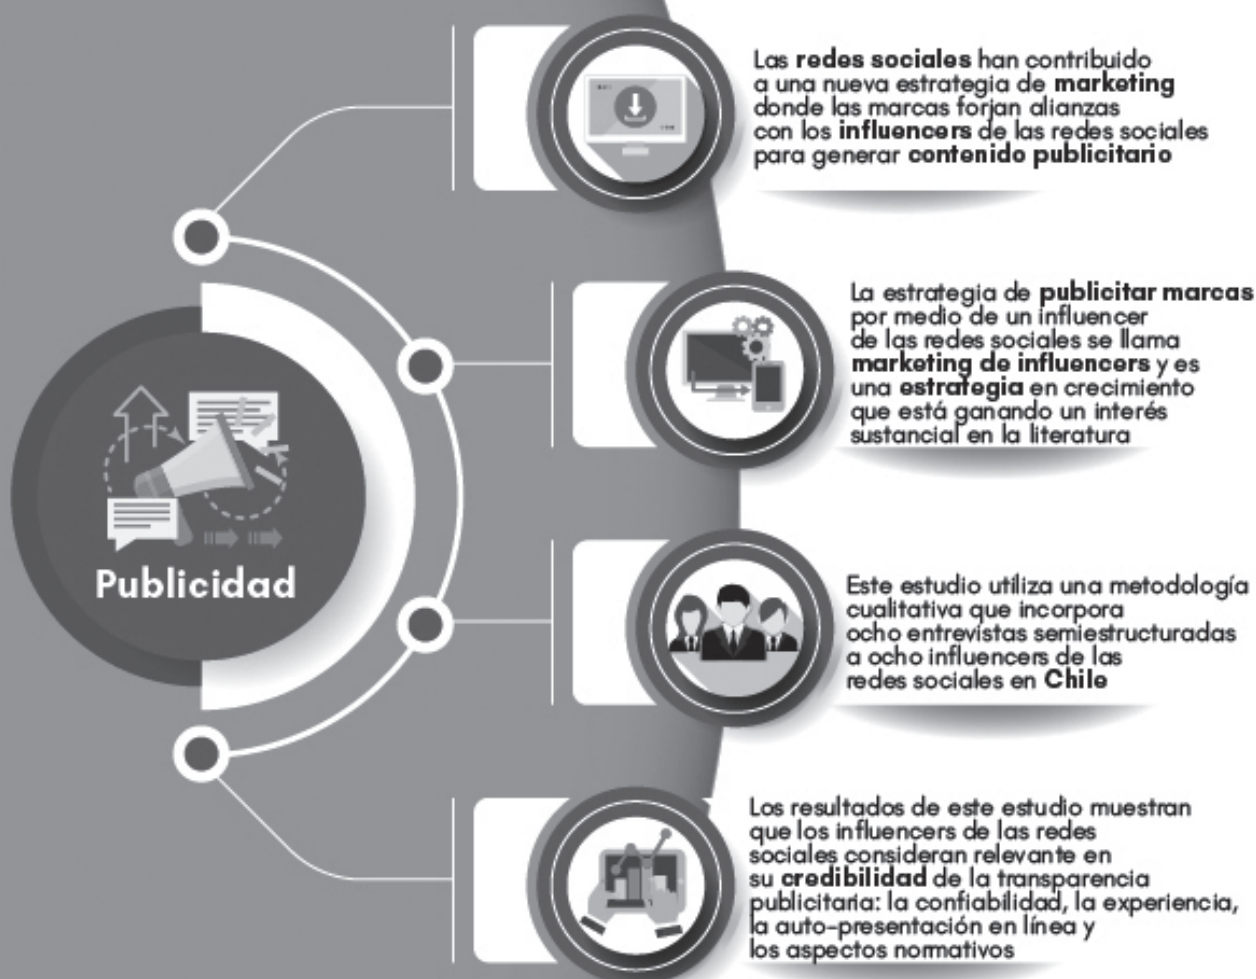 Publicidad
Las redes sociales han contribuido
a una nueva estrategia de marketing
donde las marcas forjan alianzas
con los influencers de las redes sociales
para generar contenido publicitario
La estrategia de publicitar marcas
por medio de un influencer
de las redes sociales se llama
marketing de influencers y es
una estrategia en crecimiento
que está ganando un interés
sustancial en la literatura
Este estudio utiliza una metodología
cualitativa que incorpora
ocho entrevistas semiestructuradas
a ocho influencers de las
redes sociales en Chile
Los resultados de este estudio muestran
que los influencers de las redes
sociales consideran relevante en
su credibilidad de la transparencia
publicitaria: la confiabilidad, la experiencia,
la auto-presentación en línea y
los aspectos normativos